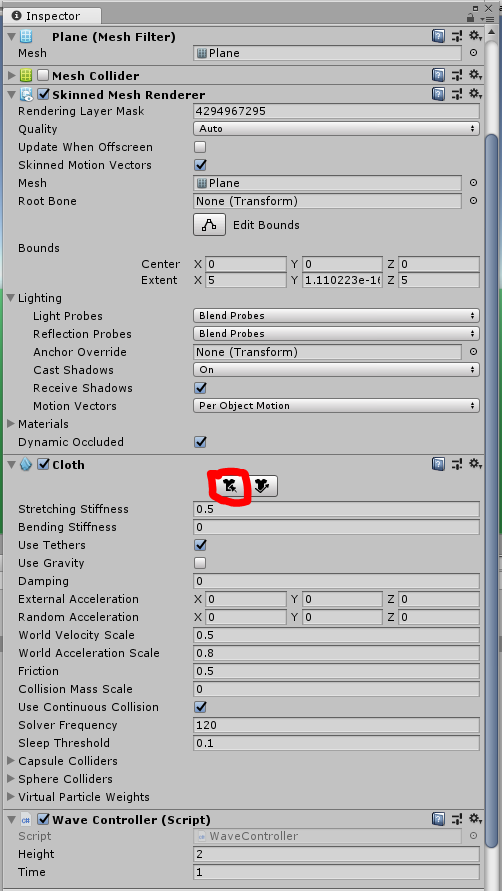 Inspector
Plane (Mesh Filter)
Mesh Plane
Mesh Collider
Skinned Mesh Renderer
Rendering Layer Mask 4294967295
Quality Auto
Update When Offscreen
Skinned Motion Vectors
Mesh Plane
Root Bone None (Transform)
Edit Bounds
Bounds
Center X 0 Y 0 Z 0
Extent X 5 Y 1.110223e-16 Z 5
Lighting
Light Probes Blend Probes
Reflection Probes Blend Probes
Anchor Override None (Transform)
Cast Shadows On
Receive Shadows
Motion Vectors Per Object Motion
Materials
Dynamic Occluded
Cloth
Stretching Stiffness 0.5
Bending Stiffness 0
Use Tethers
Use Gravity
Damping 0
External Acceleration X 0 Y 0 Z 0
Random Acceleration X 0 Y 0 Z 0
World Velocity Scale 0.5
World Acceleration Scale 0.8
Friction 0.5
Collision Mass Scale 0
Use Continuous Collision
Solver Frequency 120
Sleep Threshold 0.1
Capsule Colliders
Sphere Colliders
Virtual Particle Weights
Wave Controller (Script)
Script WaveController
Height 2
Time 1